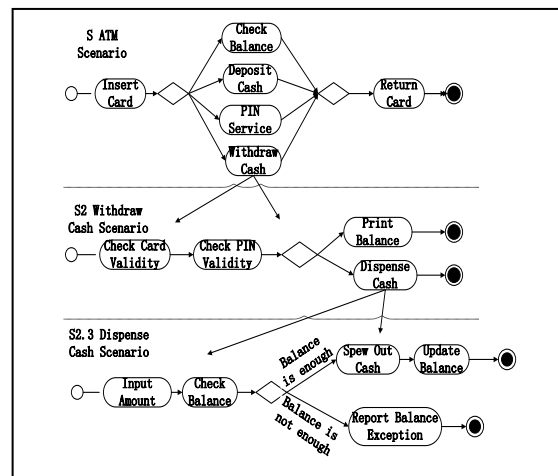 S ATM
Scenario
Check
Balance
Deposit
Cash
Insert
Card
PIN
Service
Return
Card
Withdraw
Cash
S2 Withdraw
Cash Scenario
Check Card
Validity
Check PIN
Validity
Print
Balance
Dispense
Cash
S2.3 Dispense
Cash Scenario
Input
Amount
Check
Balance
Balance
is enough
Spew Out
Cash
Update
Balance
Balance is
not enough
Report Balance
Exception